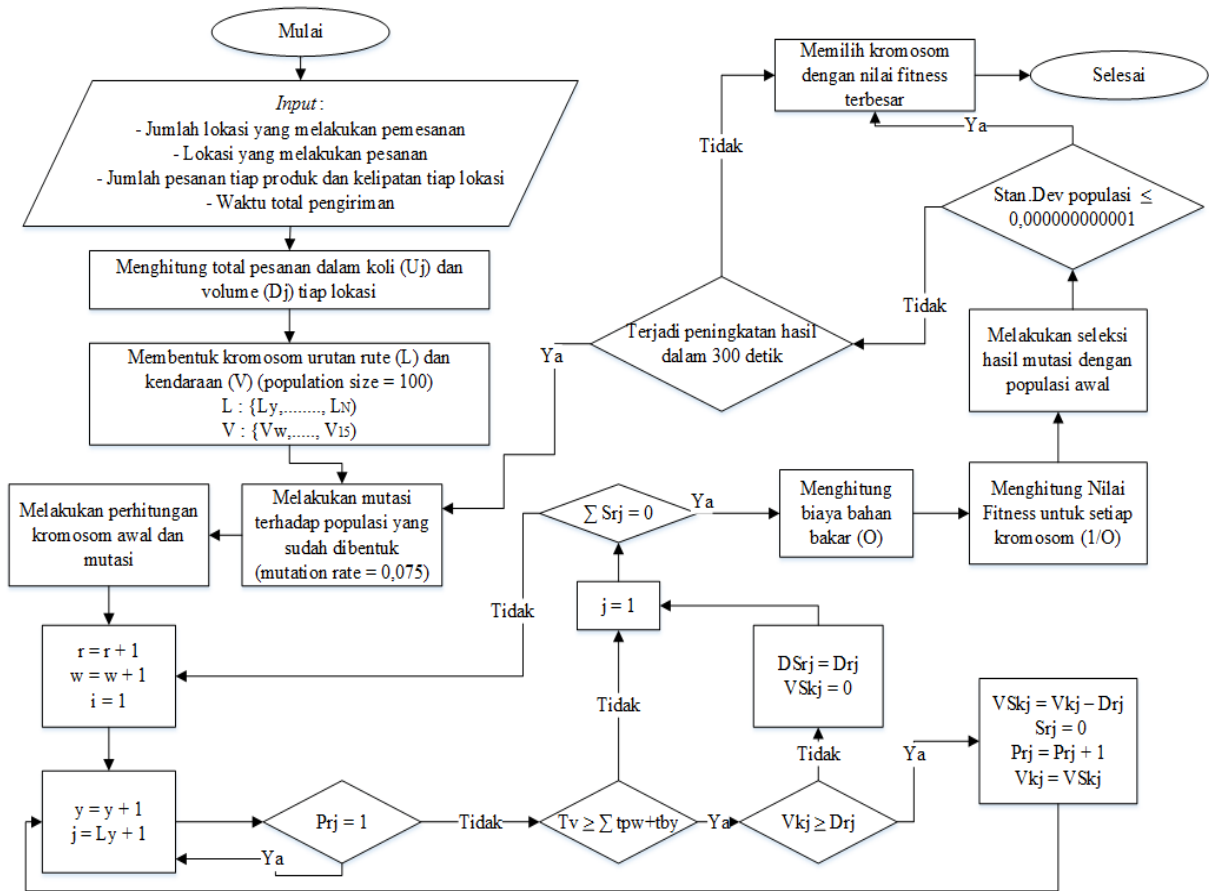 Mulai
Input :
- Jumlah lokasi yang melakukan pemesanan
- Lokasi yang melakukan pesanan
- Jumlah pesanan tiap produk dan kelipatan tiap lokasi
- Waktu total pengiriman
Menghitung total pesanan dalam koli (Uj) dan
volume (Dj) tiap lokasi
Membentuk kromosom urutan rute (L) dan
kendaraan (V) (population size = 100)
L : {Ly,........, LN)
V : {Vw,....., V15)
Melakukan mutasi
terhadap populasi yang
sudah dibentuk
(mutation rate = 0,075)
Melakukan perhitungan
kromosom awal dan
mutasi
r = r + 1
w = w + 1
i = 1
y = y + 1
j = Ly + 1
Prj = 1
Ya
Tidak
Tv ≥ ∑ tpw+tby
Tidak
Ya
Vkj ≥ Drj
Tidak
Ya
DSrj = Drj
VSkj = 0
VSkj = Vkj – Drj
Srj = 0
Prj = Prj + 1
Vkj = VSkj
j = 1
∑ Srj = 0
Tidak
Ya
Menghitung
biaya bahan
bakar (O)
Menghitung Nilai
Fitness untuk setiap
kromosom (1/O)
Melakukan seleksi
hasil mutasi dengan
populasi awal
Stan.Dev populasi ≤
0,000000000001
Ya
Tidak
Terjadi peningkatan hasil
dalam 300 detik
Ya
Tidak
Memilih kromosom
dengan nilai fitness
terbesar
Selesai